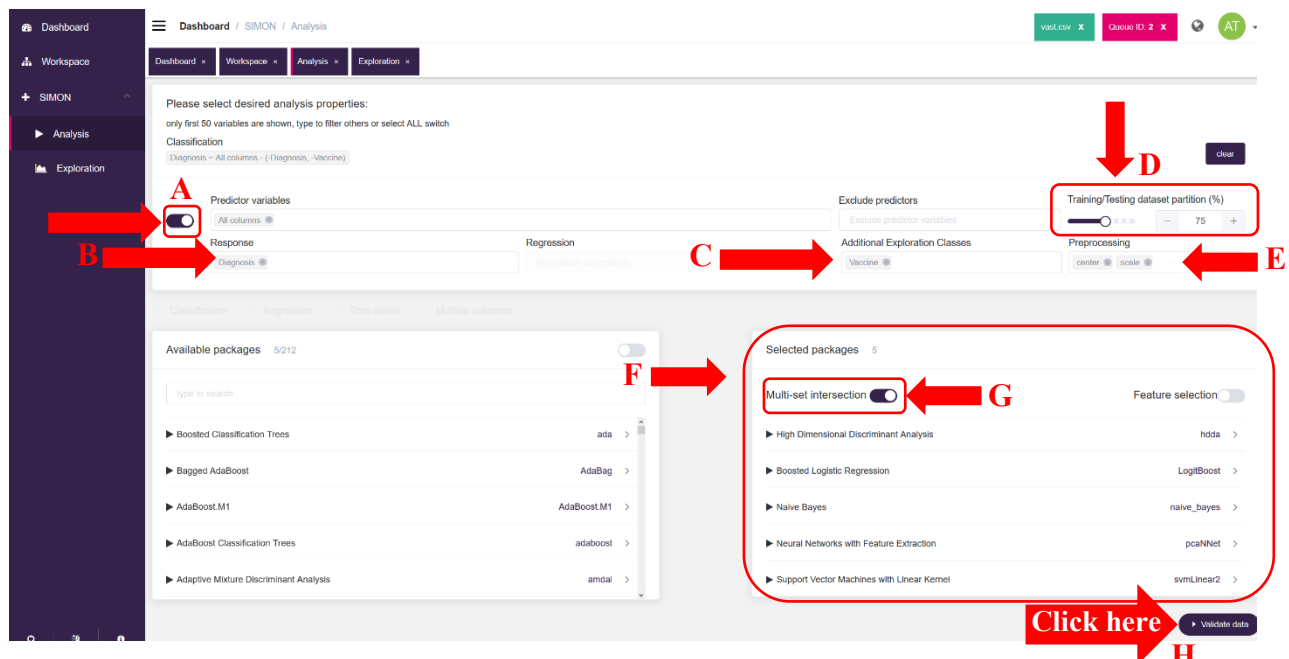 Dashboard
Workspace
SIMON
Analysis
Exploration
Dashboard / SIMON / Analysis
vast.csv x
Queue ID: 2 x
AT
Dashboard × Workspace × Analysis × Exploration ×
Please select desired analysis properties:
only first 50 variables are shown, type to filter others or select ALL switch
Classification
Diagnosis ~ All columns - (-Diagnosis, -Vaccine)
clear
D
A
Predictor variables
All columns
Exclude predictors
Exclude predictor variables
Training/Testing dataset partition (%)
− 75 +
B
Response
Diagnosis
Regression
C
Additional Exploration Classes
Vaccine
Preprocessing
center scale
E
Classification Regression Time-series Multiple outcomes
Available packages 5/212
type to search
Boosted Classification Trees ada
Bagged AdaBoost AdaBag
AdaBoost.M1 AdaBoost.M1
AdaBoost Classification Trees adaboost
Adaptive Mixture Discriminant Analysis amdai
F
Selected packages 5
Multi-set intersection
G
Feature selection
High Dimensional Discriminant Analysis hdda
Boosted Logistic Regression LogitBoost
Naive Bayes naive_bayes
Neural Networks with Feature Extraction pcaNNet
Support Vector Machines with Linear Kernel svmLinear2
Click here
Validate data
H